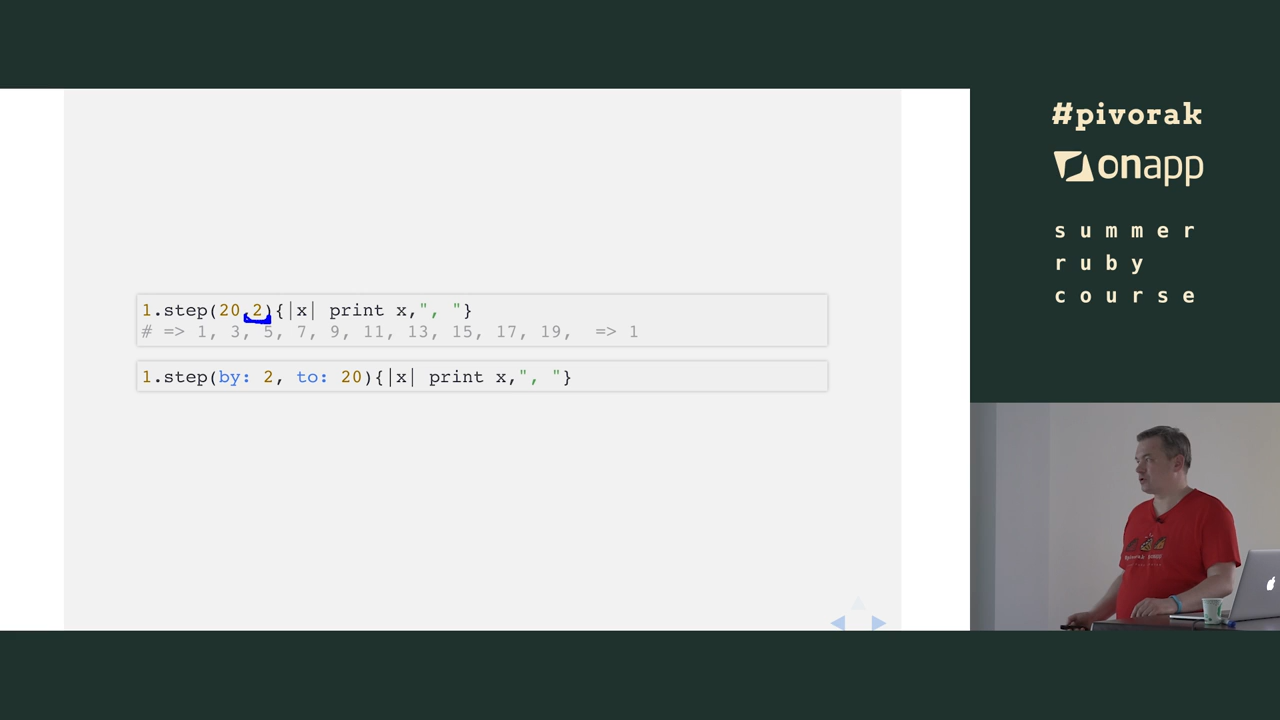 1.step(20,2){|x| print x,", "}
# => 1, 3, 5, 7, 9, 11, 13, 15, 17, 19,  => 1
1.step(by: 2, to: 20){|x| print x,", "}
#pivorak
onapp
summer
ruby
course